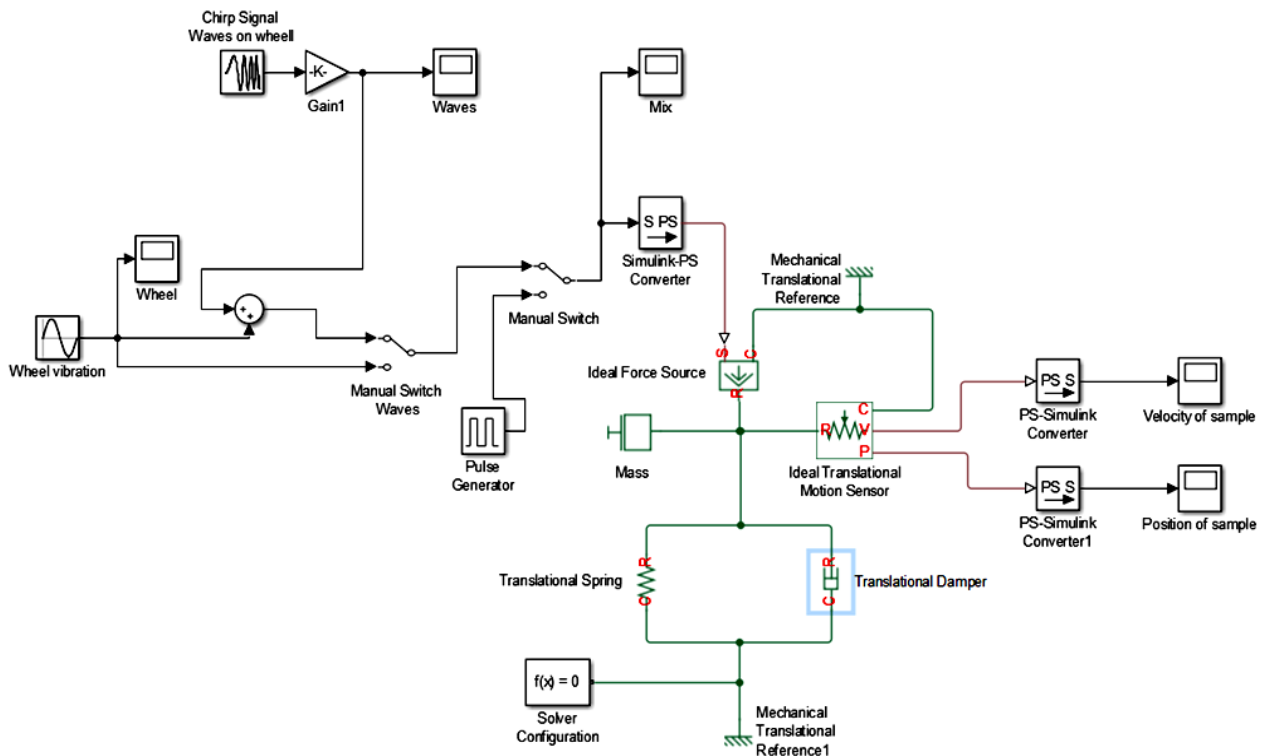 Chirp Signal
Waves on wheell
-K-
Gain1
Waves
Mix
Wheel
Wheel vibration
+
+
Manual Switch
Waves
Manual Switch
Pulse
Generator
S PS
Simulink-PS
Converter
Mechanical
Translational
Reference
S
C
R
Ideal Force Source
Mass
R
C
V
P
Ideal Translational
Motion Sensor
PS S
PS-Simulink
Converter
Velocity of sample
PS S
PS-Simulink
Converter1
Position of sample
R
C
Translational Spring
R
C
Translational Damper
f(x) = 0
Solver
Configuration
Mechanical
Translational
Reference1